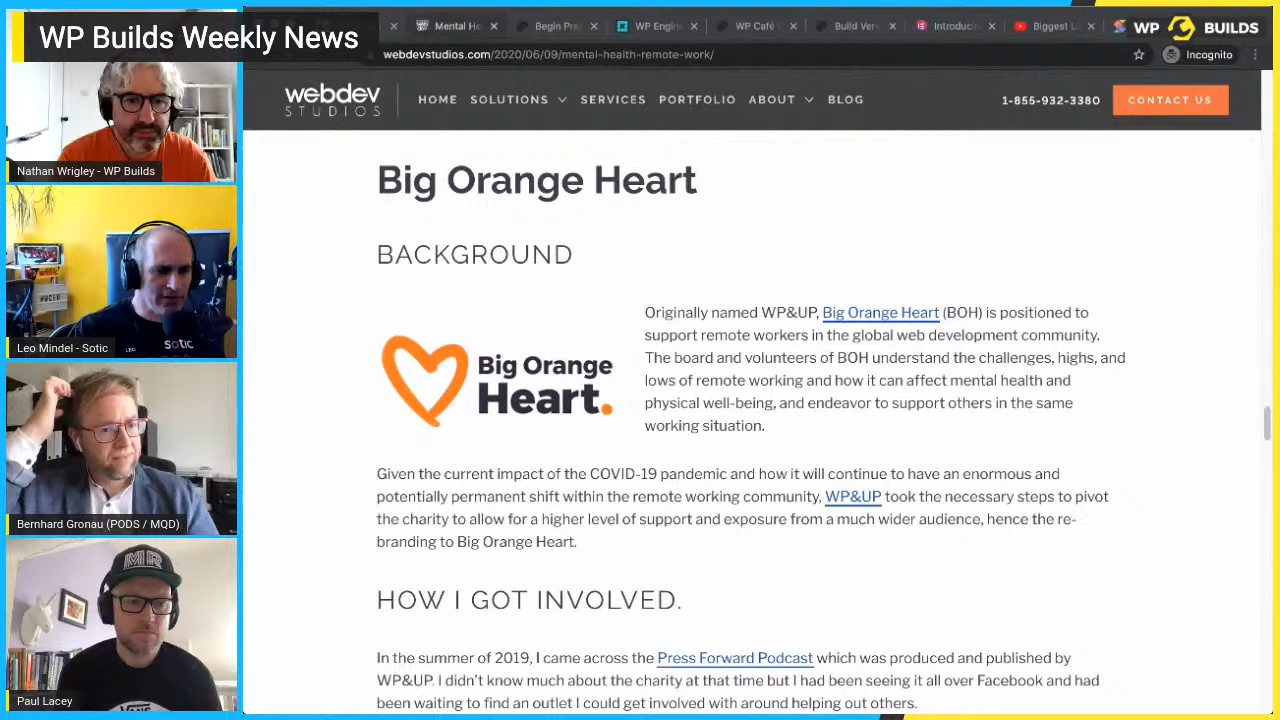 WP Builds Weekly News
Mental He
Begin Pre
WP Engin
WP Café
Build Ver
Introducin
Biggest L
WP BUILDS
webdevstudios.com/2020/06/09/mental-health-remote-work/
Incognito
webdev
STUDIOS
HOME SOLUTIONS SERVICES PORTFOLIO ABOUT BLOG
1-855-932-3380
CONTACT US
Nathan Wrigley - WP Builds
sotic
Leo Mindel - Sotic
Bernhard Gronau (PODS / MQD)
MR
VANS
Paul Lacey
Big Orange Heart
BACKGROUND
Big Orange
Heart.
Originally named WP&UP, Big Orange Heart (BOH) is positioned to
support remote workers in the global web development community.
The board and volunteers of BOH understand the challenges, highs, and
lows of remote working and how it can affect mental health and
physical well-being, and endeavor to support others in the same
working situation.
Given the current impact of the COVID-19 pandemic and how it will continue to have an enormous and
potentially permanent shift within the remote working community, WP&UP took the necessary steps to pivot
the charity to allow for a higher level of support and exposure from a much wider audience, hence the re-
branding to Big Orange Heart.
HOW I GOT INVOLVED.
In the summer of 2019, I came across the Press Forward Podcast which was produced and published by
WP&UP. I didn't know much about the charity at that time but I had been seeing it all over Facebook and had
been waiting to find an outlet I could get involved with around helping out others.